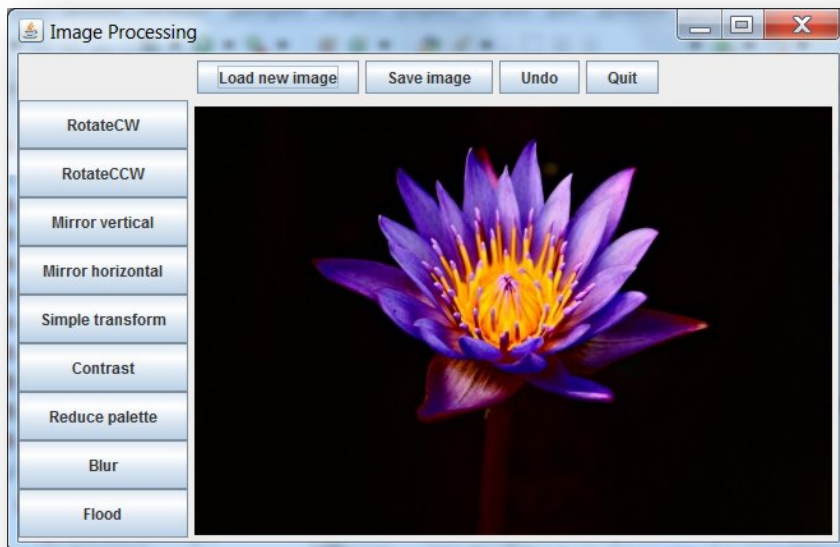 Image Processing
Load new image Save image Undo Quit
RotateCW
RotateCCW
Mirror vertical
Mirror horizontal
Simple transform
Contrast
Reduce palette
Blur
Flood